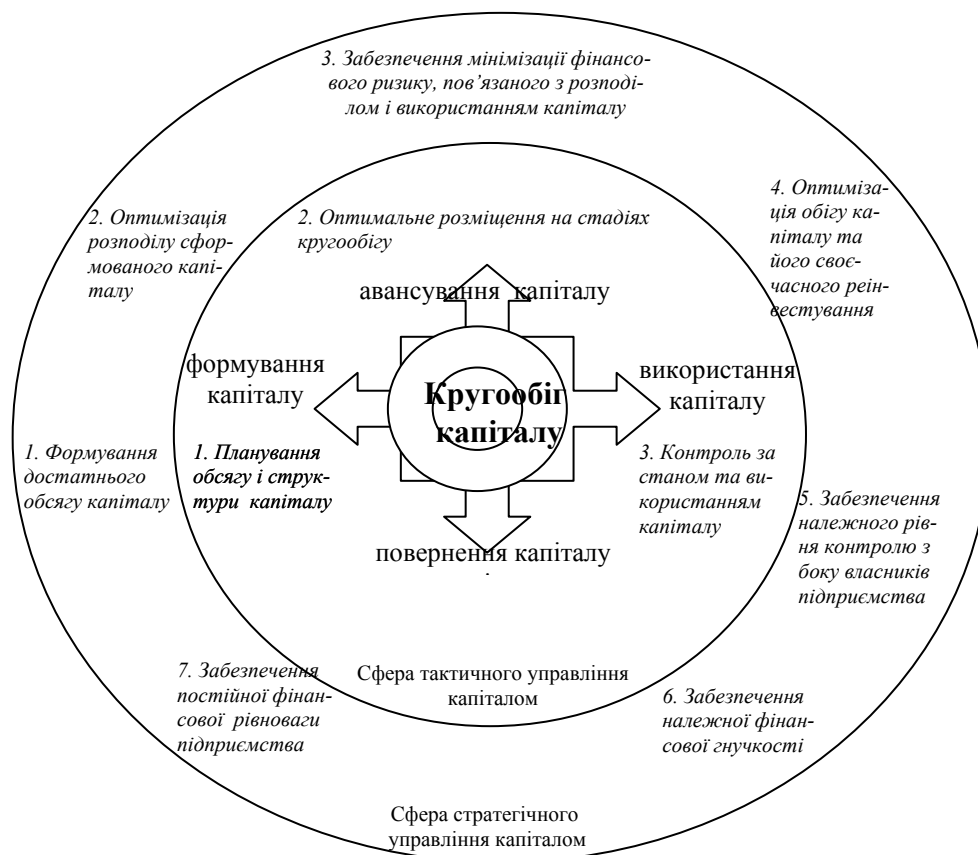 3. Забезпечення мінімізації фінансо-
вого ризику, пов’язаного з розподі-
лом і використанням капіталу
2. Оптимізація
розподілу сфор-
мованого капі-
талу
2. Оптимальне розміщення на стадіях
кругообігу
4. Оптиміза-
ція обігу ка-
піталу та
його своє-
часного реін-
вестування
авансування капіталу
формування
капіталу
використання
капіталу
Кругообіг
капіталу
1. Формування
достатнього
обсягу капіталу
1. Планування
обсягу і струк-
тури капіталу
3. Контроль за
станом та ви-
користанням
капіталу
5. Забезпечення
належного рів-
ня контролю з
боку власників
підприємства
повернення капіталу
7. Забезпечення
постійної фінан-
сової рівноваги
підприємства
Сфера тактичного управління
капіталом
6. Забезпечення
належної фінан-
сової гнучкості
Сфера стратегічного
управління капіталом